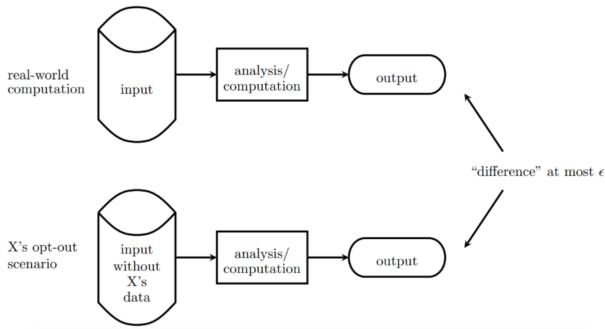 real-world
computation
input
analysis/
computation
output
“difference” at most ϵ
X's opt-out
scenario
input
without
X's
data
analysis/
computation
output